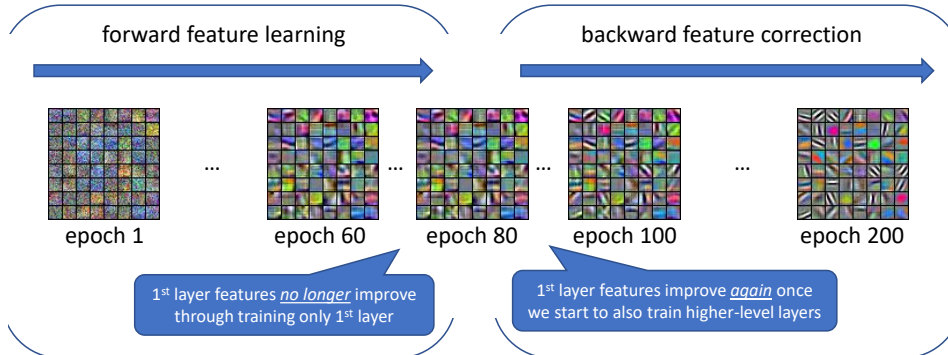 forward feature learning
backward feature correction
... ... ... ...
epoch 1
epoch 60
epoch 80
epoch 100
epoch 200
1st layer features no longer improve
through training only 1st layer
1st layer features improve again once
we start to also train higher-level layers